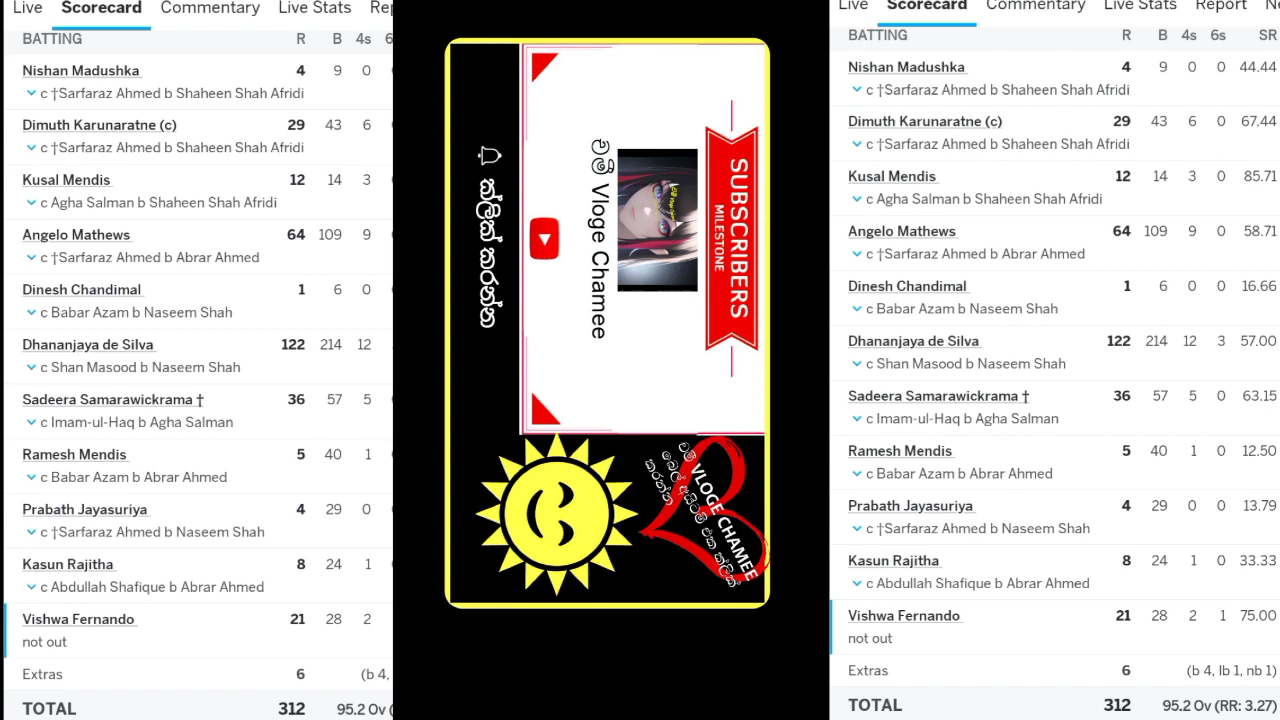 Live Scorecard Commentary Live Stats Rep
BATTING R B 4s 6
Nishan Madushka 4 9 0
c †Sarfaraz Ahmed b Shaheen Shah Afridi
Dimuth Karunaratne (c) 29 43 6
c †Sarfaraz Ahmed b Shaheen Shah Afridi
Kusal Mendis 12 14 3
c Agha Salman b Shaheen Shah Afridi
Angelo Mathews 64 109 9
c †Sarfaraz Ahmed b Abrar Ahmed
Dinesh Chandimal 1 6 0
c Babar Azam b Naseem Shah
Dhananjaya de Silva 122 214 12
c Shan Masood b Naseem Shah
Sadeera Samarawickrama † 36 57 5
c Imam-ul-Haq b Agha Salman
Ramesh Mendis 5 40 1
c Babar Azam b Abrar Ahmed
Prabath Jayasuriya 4 29 0
c †Sarfaraz Ahmed b Naseem Shah
Kasun Rajitha 8 24 1
c Abdullah Shafique b Abrar Ahmed
Vishwa Fernando 21 28 2
not out
Extras 6 (b 4,
TOTAL 312 95.2 Ov (
SUBSCRIBERS
MILESTONE
චමී Vloge Chamee
ක්ලික් කරන්න
චමී VLOGE CHAMEE
කරන්න
Live Scorecard Commentary Live Stats Report Ne
BATTING R B 4s 6s SR
Nishan Madushka 4 9 0 0 44.44
c †Sarfaraz Ahmed b Shaheen Shah Afridi
Dimuth Karunaratne (c) 29 43 6 0 67.44
c †Sarfaraz Ahmed b Shaheen Shah Afridi
Kusal Mendis 12 14 3 0 85.71
c Agha Salman b Shaheen Shah Afridi
Angelo Mathews 64 109 9 0 58.71
c †Sarfaraz Ahmed b Abrar Ahmed
Dinesh Chandimal 1 6 0 0 16.66
c Babar Azam b Naseem Shah
Dhananjaya de Silva 122 214 12 3 57.00
c Shan Masood b Naseem Shah
Sadeera Samarawickrama † 36 57 5 0 63.15
c Imam-ul-Haq b Agha Salman
Ramesh Mendis 5 40 1 0 12.50
c Babar Azam b Abrar Ahmed
Prabath Jayasuriya 4 29 0 0 13.79
c †Sarfaraz Ahmed b Naseem Shah
Kasun Rajitha 8 24 1 0 33.33
c Abdullah Shafique b Abrar Ahmed
Vishwa Fernando 21 28 2 1 75.00
not out
Extras 6 (b 4, lb 1, nb 1)
TOTAL 312 95.2 Ov (RR: 3.27)